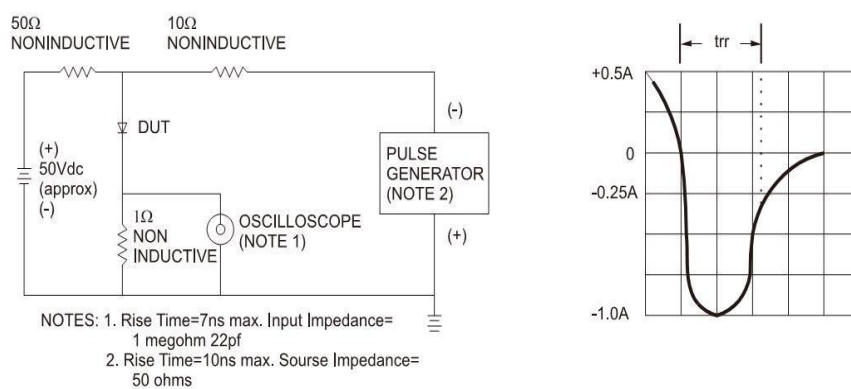 50Ω
NONINDUCTIVE
10Ω
NONINDUCTIVE
DUT
(+)
50Vdc
(approx)
(-)
1Ω
NON
INDUCTIVE
OSCILLOSCOPE
(NOTE 1)
(-)
PULSE
GENERATOR
(NOTE 2)
(+)
NOTES: 1. Rise Time=7ns max. Input Impedance=
1 megohm 22pf
2. Rise Time=10ns max. Sourse Impedance=
50 ohms
trr
+0.5A
0
-0.25A
-1.0A